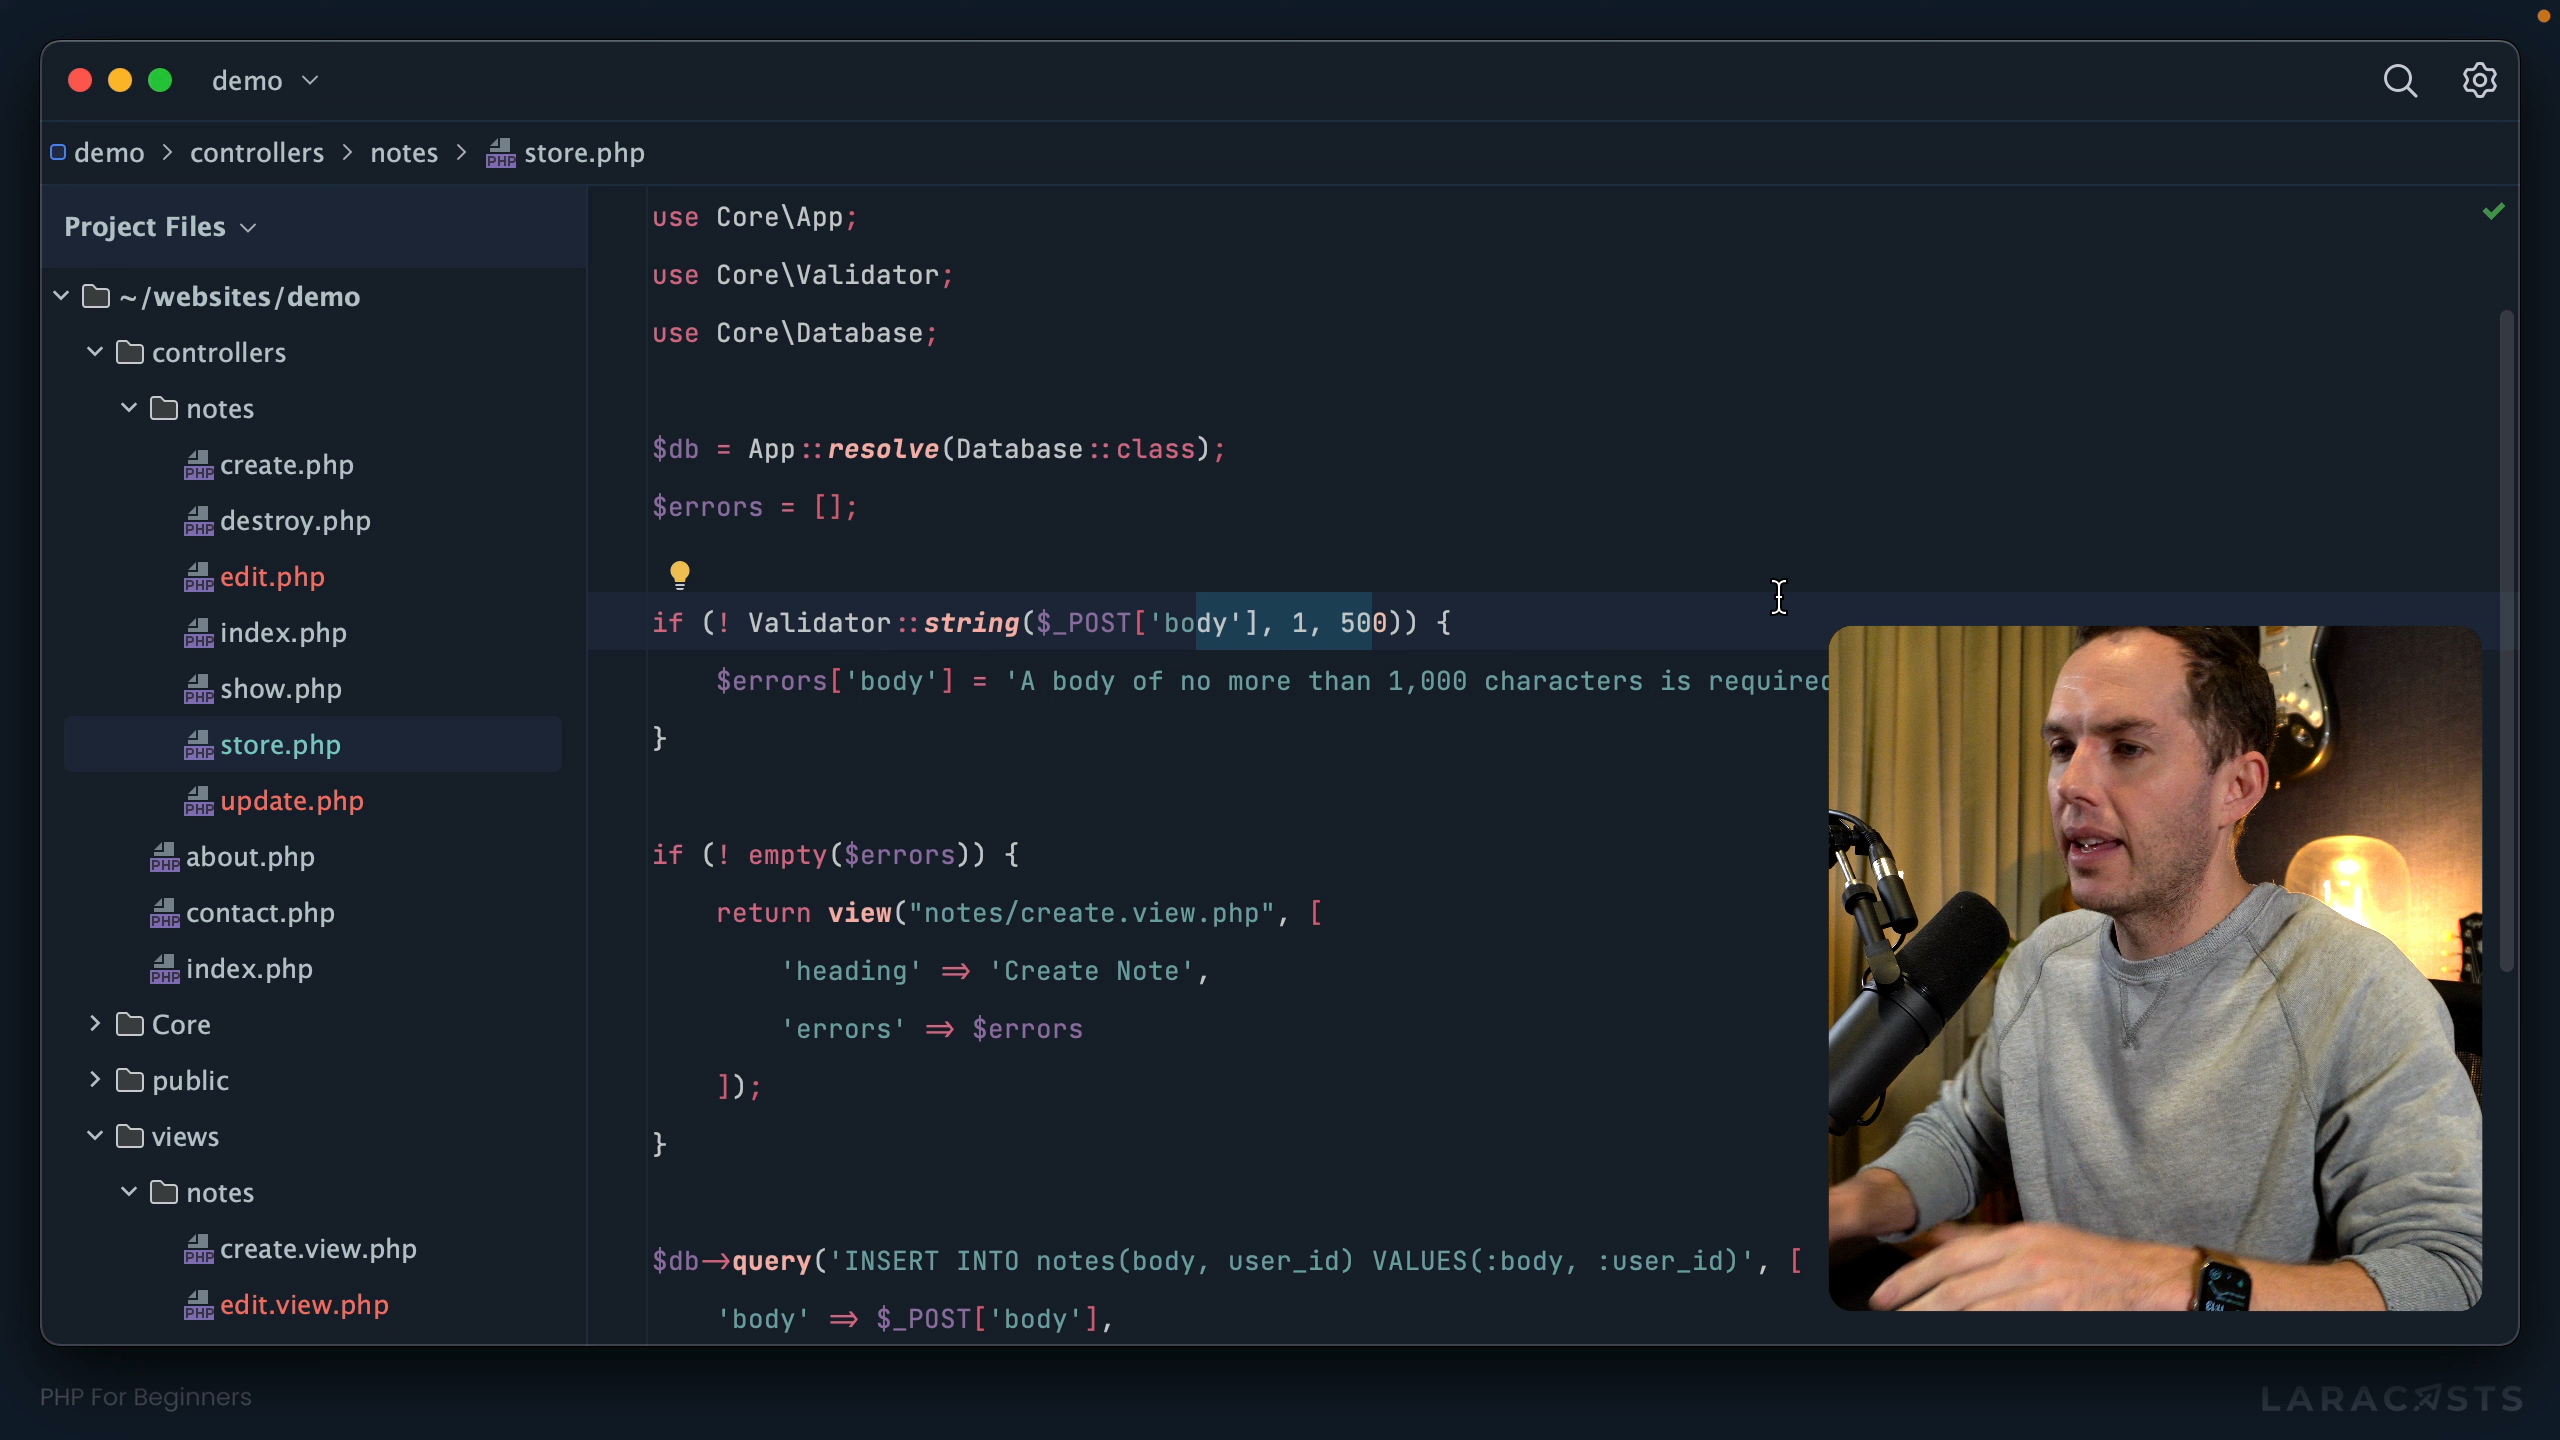 demo
demo > controllers > notes > store.php
Project Files
~/websites/demo
controllers
notes
create.php
destroy.php
edit.php
index.php
show.php
store.php
update.php
about.php
contact.php
index.php
Core
public
views
notes
create.view.php
edit.view.php
use Core\App;
use Core\Validator;
use Core\Database;
$db = App::resolve(Database::class);
$errors = [];
if (! Validator::string($_POST['body'], 1, 500)) {
$errors['body'] = 'A body of no more than 1,000 characters is required
}
if (! empty($errors)) {
return view("notes/create.view.php", [
'heading' => 'Create Note',
'errors' => $errors
]);
}
$db->query('INSERT INTO notes(body, user_id) VALUES(:body, :user_id)', [
'body' => $_POST['body'],
PHP For Beginners
LARACASTS